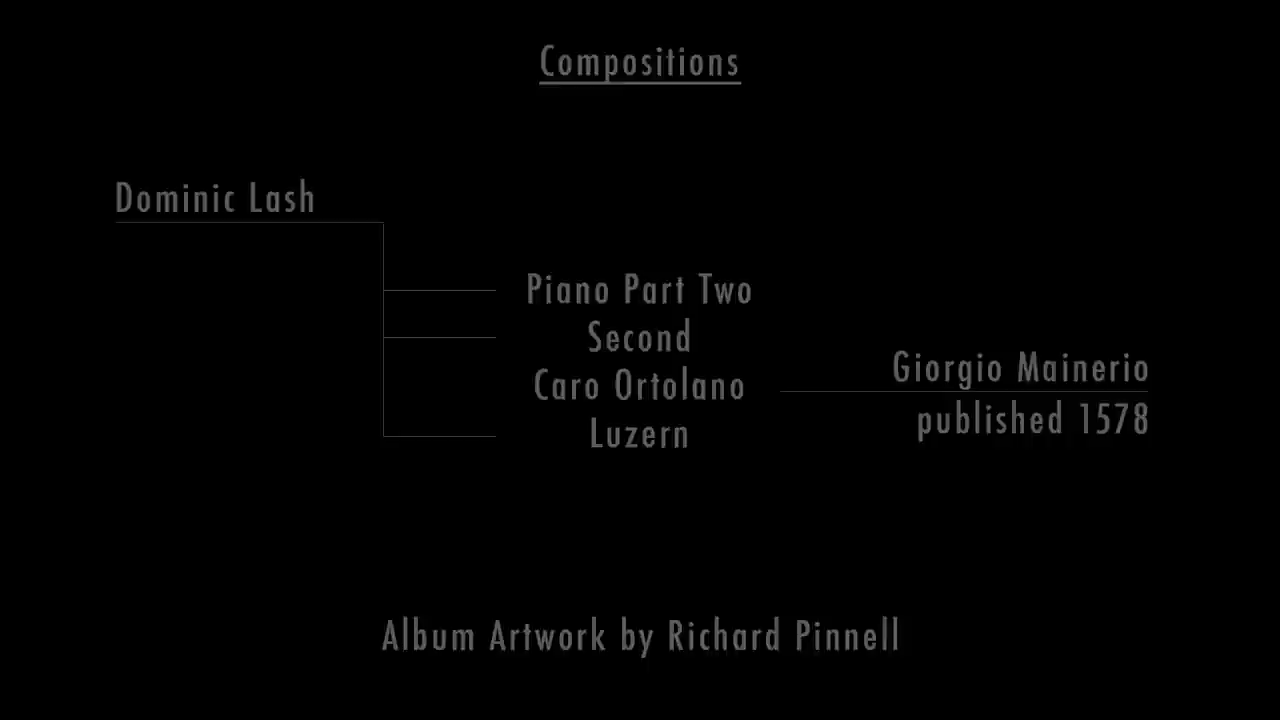 Compositions
Dominic Lash
Piano Part Two
Second
Caro Ortolano
Luzern
Giorgio Mainerio
published 1578
Album Artwork by Richard Pinnell